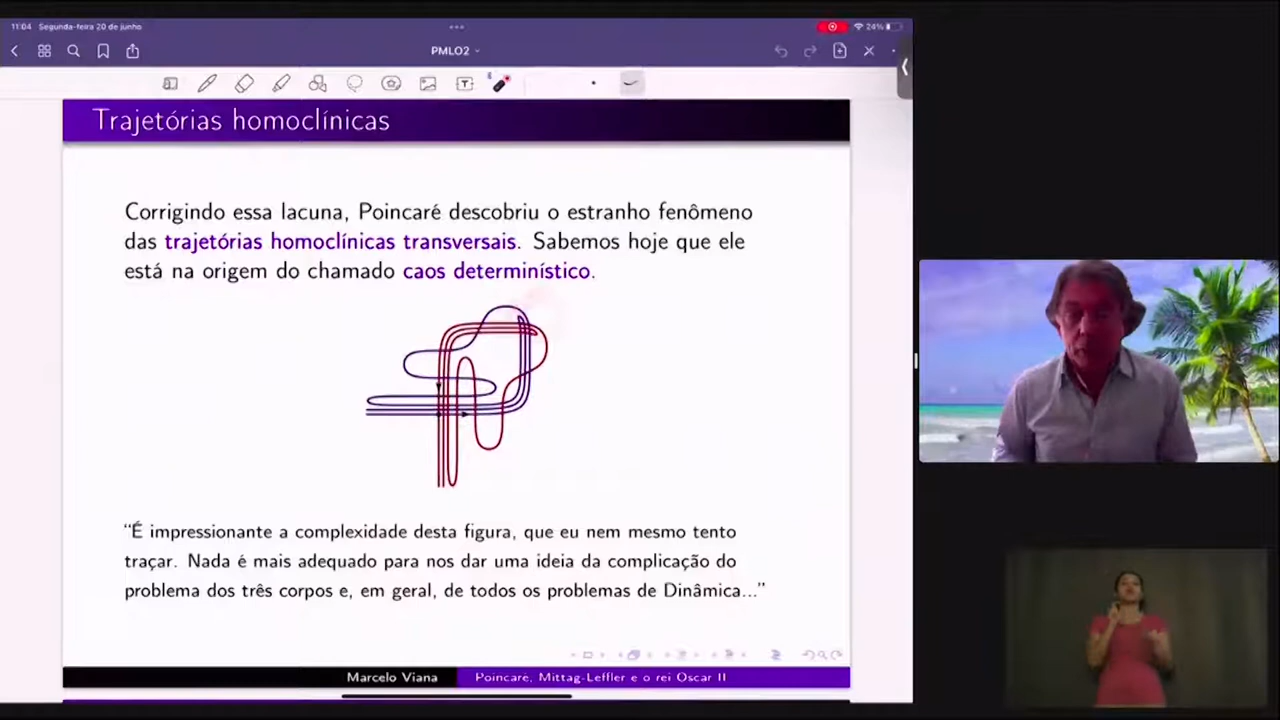 11:04 Segunda-feira 20 de junho
24%
PMLO2
Trajetórias homoclínicas
Corrigindo essa lacuna, Poincaré descobriu o estranho fenômeno
das trajetórias homoclínicas transversais. Sabemos hoje que ele
está na origem do chamado caos determinístico.
“É impressionante a complexidade desta figura, que eu nem mesmo tento
traçar. Nada é mais adequado para nos dar uma ideia da complicação do
problema dos três corpos e, em geral, de todos os problemas de Dinâmica...”
Marcelo Viana
Poincaré, Mittag-Leffler e o rei Oscar II